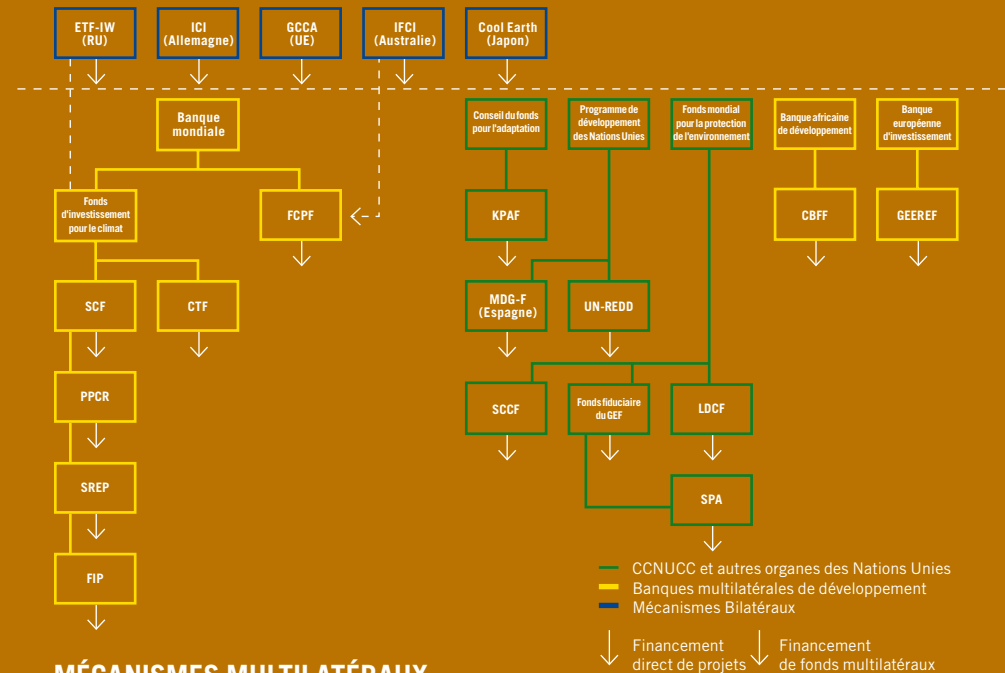 ETF-IW
(RU)
ICI
(Allemagne)
GCCA
(UE)
IFCI
(Australie)
Cool Earth
(Japon)
Banque
mondiale
Conseil du fonds
pour l'adaptation
Programme de
développement
des Nations Unies
Fonds mondial
pour la protection
de l'environnement
Banque africaine
de développement
Banque
européenne
d'investissement
Fonds
d'investissement
pour le climat
FCPF
KPAF
CBFF
GEEREF
SCF
CTF
MDG-F
(Espagne)
UN-REDD
PPCR
SCCF
Fonds fiduciaire
du GEF
LDCF
SREP
SPA
FIP
CCNUCC et autres organes des Nations Unies
Banques multilatérales de développement
Mécanismes Bilatéraux
Financement
direct de projets
Financement
de fonds multilatéraux
MÉCANISMES MULTILATÉRAUX